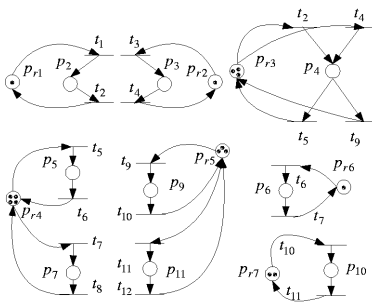 t1 t3
p2 p3
pr1 pr2
t2 t4
t2 t4
pr3 p4
t5 t9
t5
p5
pr4 t6
t7
p7
t8
t9 pr5
p9
t10
t11 p11
t12
pr6
t6
p6
t7
t10
pr7 p10
t11